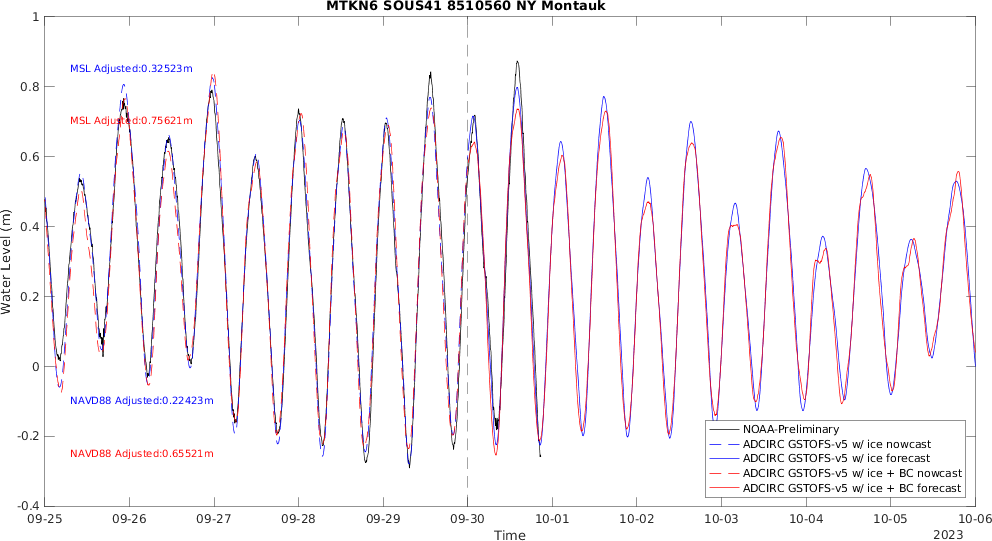 MTKN6 SOUS41 8510560 NY Montauk
Water Level (m)
1
0.8
0.6
0.4
0.2
0
-0.2
-0.4
MSL Adjusted:0.32523m
MSL Adjusted:0.75621m
NAVD88 Adjusted:0.22423m
NAVD88 Adjusted:0.65521m
NOAA-Preliminary
ADCIRC GSTOFS-v5 w/ ice nowcast
ADCIRC GSTOFS-v5 w/ ice forecast
ADCIRC GSTOFS-v5 w/ ice + BC nowcast
ADCIRC GSTOFS-v5 w/ ice + BC forecast
09-25 09-26 09-27 09-28 09-29 09-30 10-01 10-02 10-03 10-04 10-05 10-06
Time
2023